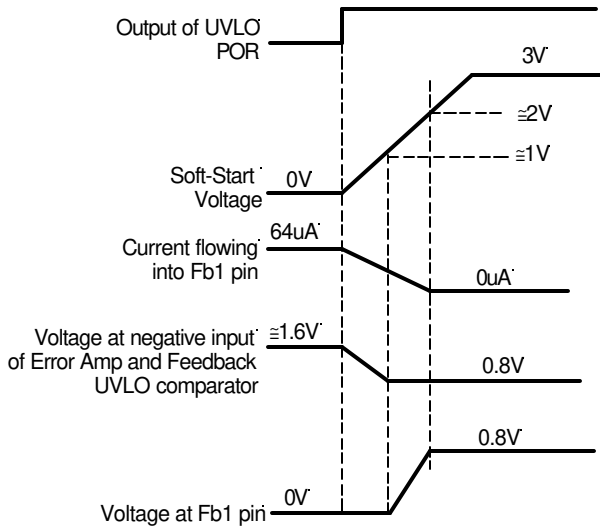 Output of UVLO
POR
3V
≅2V
≅1V
Soft-Start
Voltage
0V
64uA
Current flowing
into Fb1 pin
0uA
Voltage at negative input
of Error Amp and Feedback
UVLO comparator
≅1.6V
0.8V
0.8V
Voltage at Fb1 pin
0V